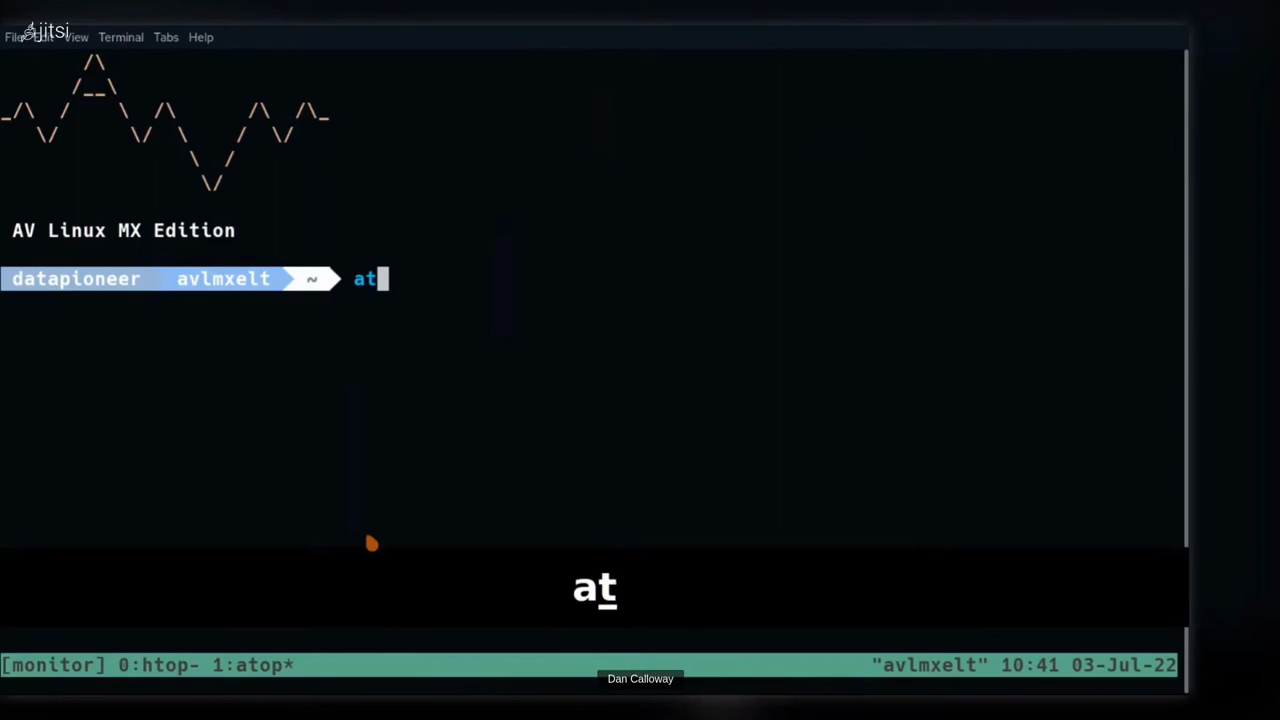 jitsi
File Edit View Terminal Tabs Help
AV Linux MX Edition
datapioneer avlmxelt ~ at
at
[monitor] 0:htop- 1:atop* "avlmxelt" 10:41 03-Jul-22
Dan Calloway